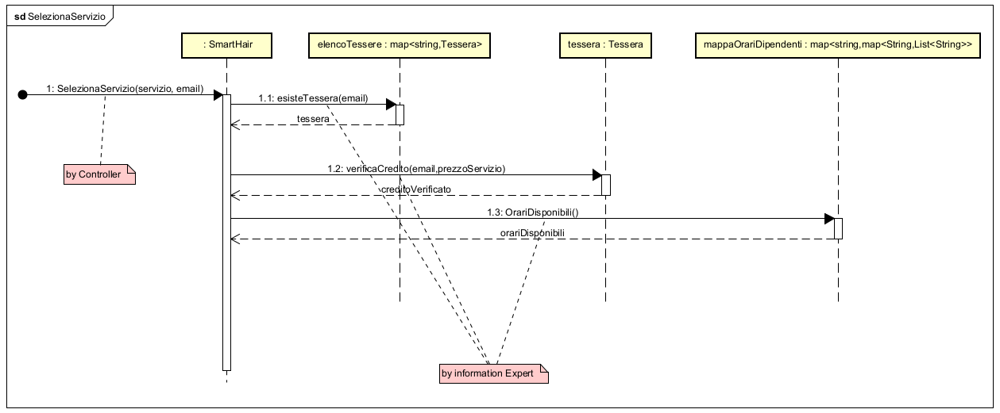 sd SelezionaServizio
: SmartHair
elencoTessere : map<string,Tessera>
tessera : Tessera
mappaOrariDipendenti : map<string,map<String,List<String>>
1: SelezionaServizio(servizio, email)
1.1: esisteTessera(email)
tessera
by Controller
1.2: verificaCredito(email,prezzoServizio)
creditoVerificato
1.3: OrariDisponibili()
orariDisponibili
by information Expert